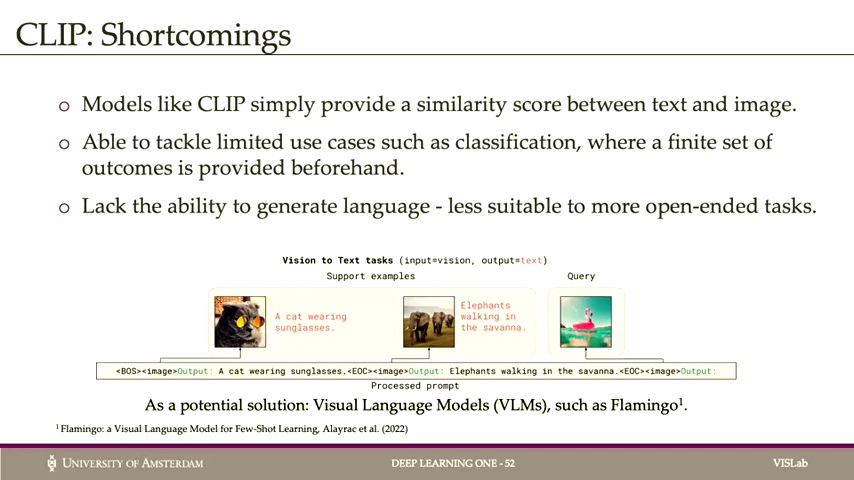 CLIP: Shortcomings
o Models like CLIP simply provide a similarity score between text and image.
o Able to tackle limited use cases such as classification, where a finite set of
outcomes is provided beforehand.
o Lack the ability to generate language - less suitable to more open-ended tasks.
Vision to Text tasks (input=vision, output=text)
Support examples
Query
A cat wearing
sunglasses.
Elephants
walking in
the savanna.
<BOS><image>Output: A cat wearing sunglasses.<EOC><image>Output: Elephants walking in the savanna.<EOC><image>Output:
Processed prompt
As a potential solution: Visual Language Models (VLMs), such as Flamingo¹.
¹ Flamingo: a Visual Language Model for Few-Shot Learning, Alayrac et al. (2022)
UNIVERSITY OF AMSTERDAM
DEEP LEARNING ONE - 52
VISLab